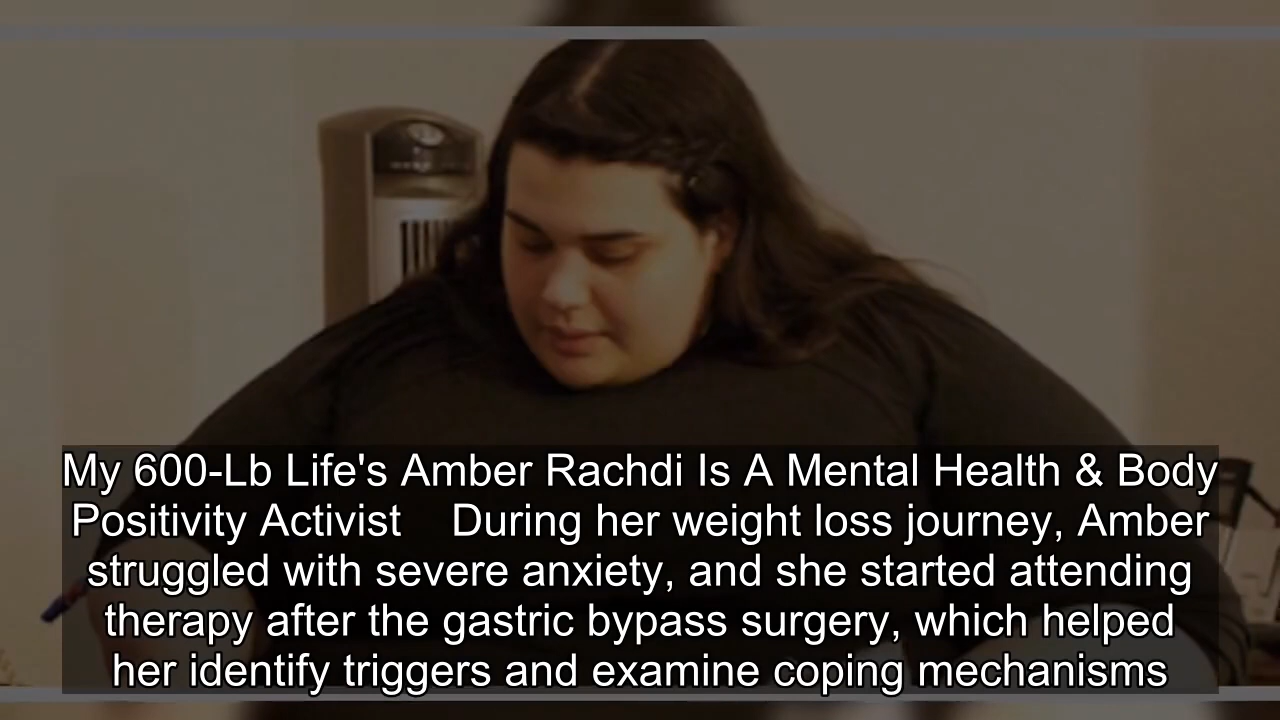 My 600-Lb Life's Amber Rachdi Is A Mental Health & Body
Positivity Activist    During her weight loss journey, Amber
struggled with severe anxiety, and she started attending
therapy after the gastric bypass surgery, which helped
her identify triggers and examine coping mechanisms